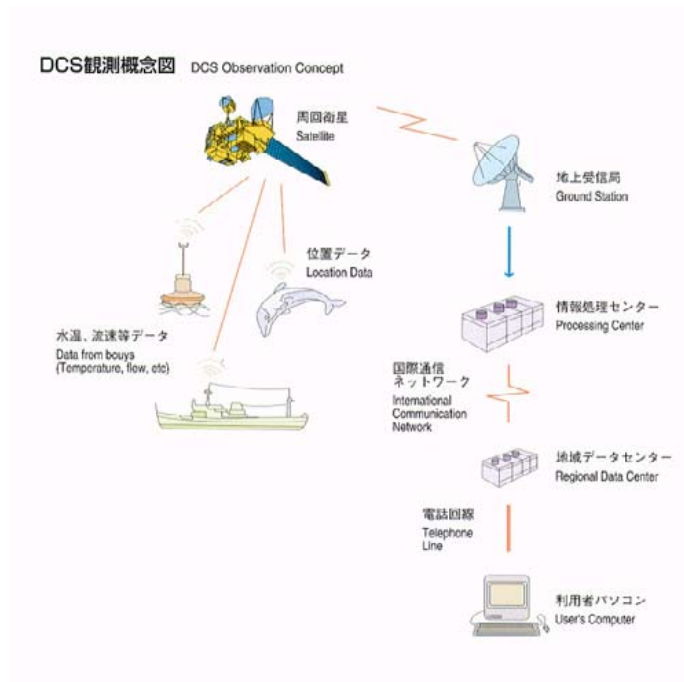 DCS観測概念図 DCS Observation Concept
周回衛星
Satellite
地上受信局
Ground Station
位置データ
Location Data
水温、流速等データ
Data from bouys
(Temperature, flow, etc)
情報処理センター
Processing Center
国際通信
ネットワーク
International
Communication
Network
地域データセンター
Regional Data Center
電話回線
Telephone
Line
利用者パソコン
User's Computer